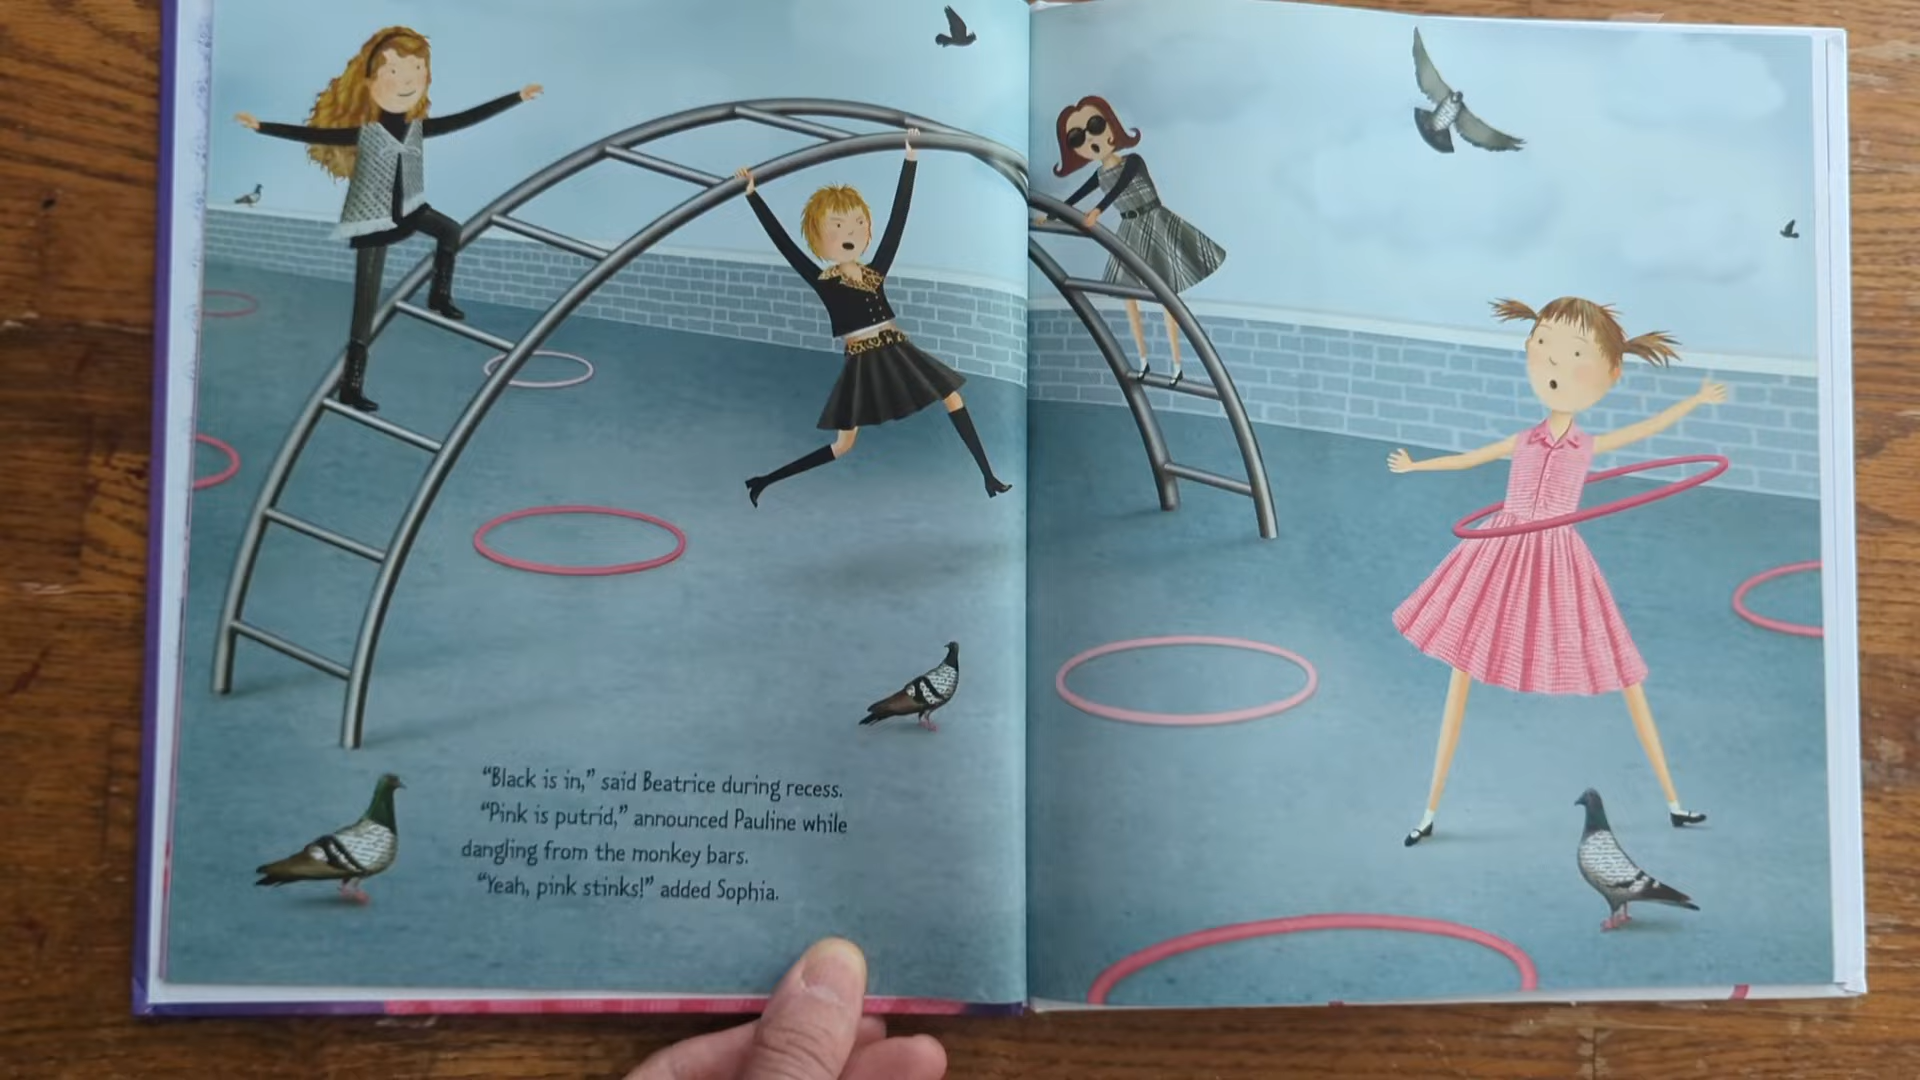 “Black is in,” said Beatrice during recess.
“Pink is putrid,” announced Pauline while
dangling from the monkey bars.
“Yeah, pink stinks!” added Sophia.